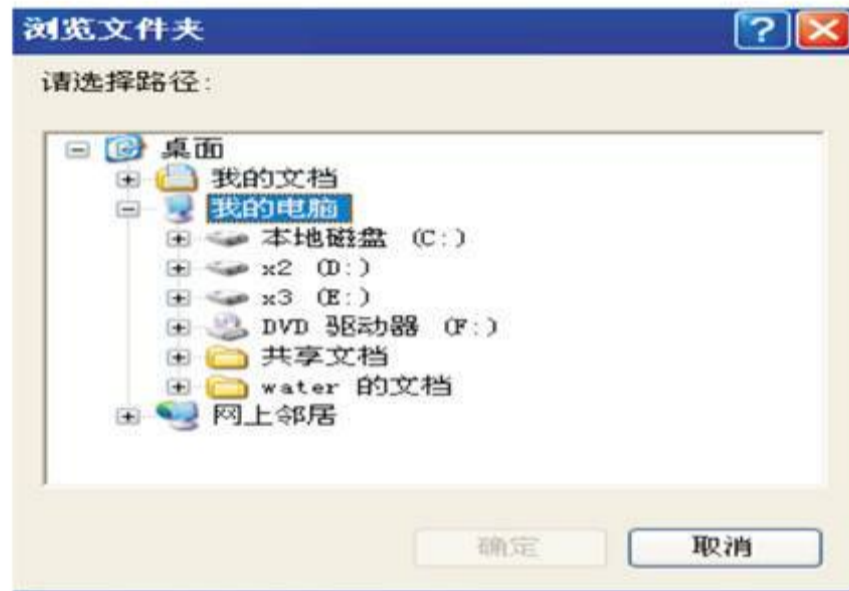 浏览文件夹
请选择路径:
桌面
我的文档
我的电脑
本地磁盘 (C:)
x2 (D:)
x3 (E:)
DVD 驱动器 (F:)
共享文档
water 的文档
网上邻居
确定 取消